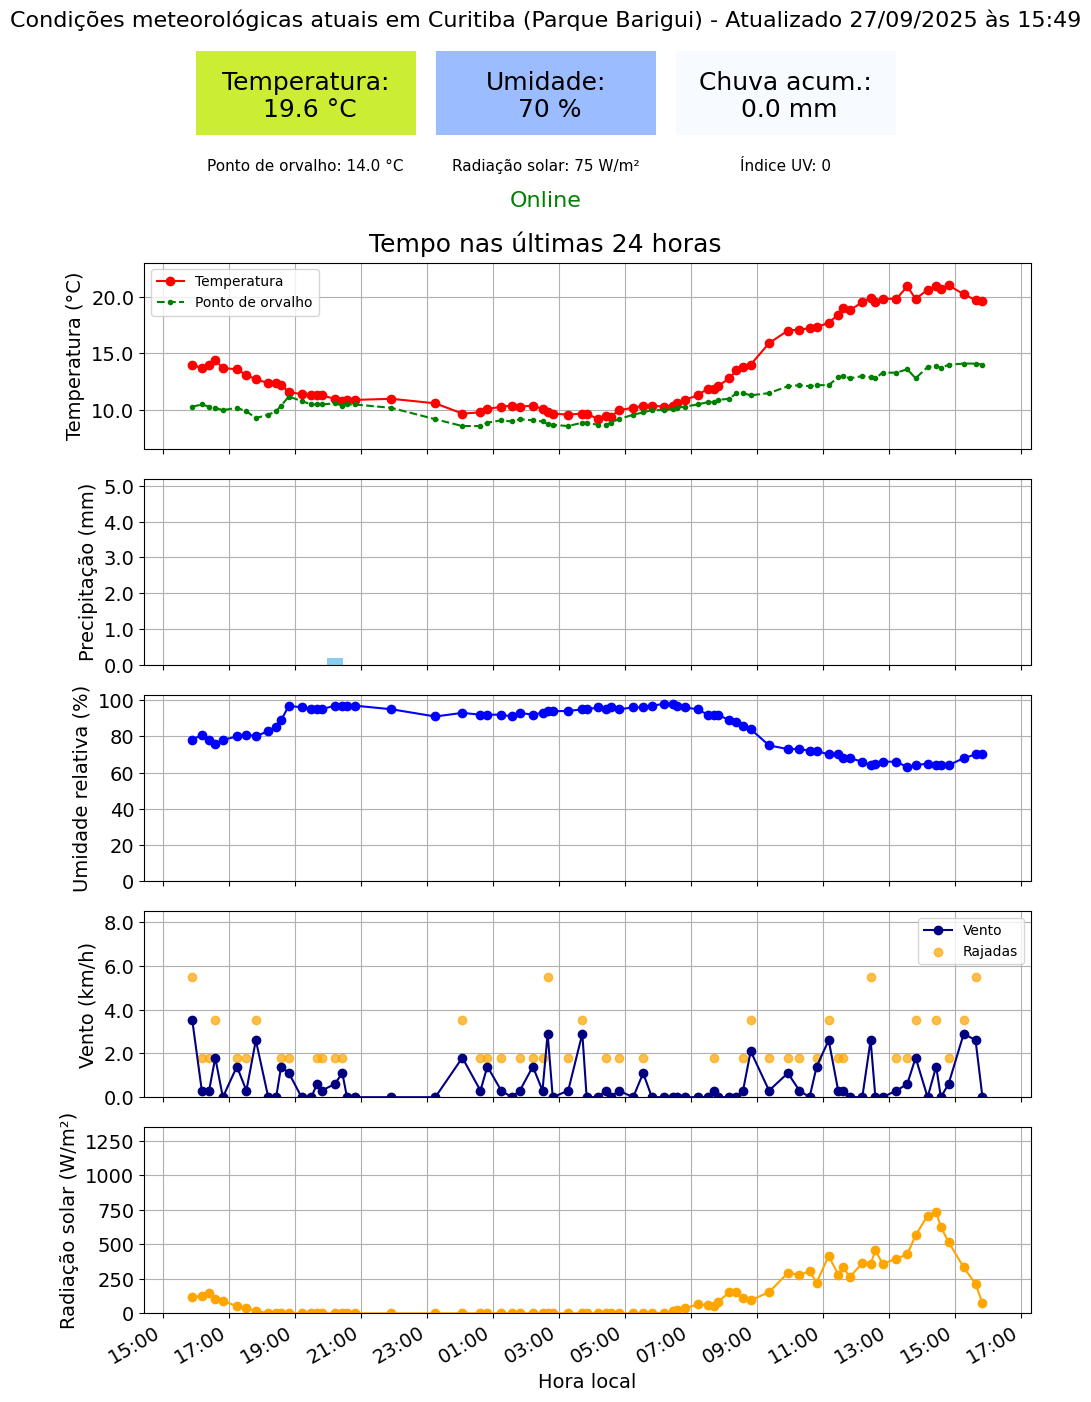 Condições meteorológicas atuais em Curitiba (Parque Barigui) - Atualizado 27/09/2025 às 15:49
Temperatura:
19.6 °C
Umidade:
70 %
Chuva acum.:
0.0 mm
Ponto de orvalho: 14.0 °C
Radiação solar: 75 W/m²
Índice UV: 0
Online
Tempo nas últimas 24 horas
Temperatura (°C)
20.0
15.0
10.0
Temperatura
Ponto de orvalho
Precipitação (mm)
5.0
4.0
3.0
2.0
1.0
0.0
Umidade relativa (%)
100
80
60
40
20
0
Vento (km/h)
8.0
6.0
4.0
2.0
0.0
Vento
Rajadas
Radiação solar (W/m²)
1250
1000
750
500
250
0
15:00
17:00
19:00
21:00
23:00
01:00
03:00
05:00
07:00
09:00
11:00
13:00
15:00
17:00
Hora local